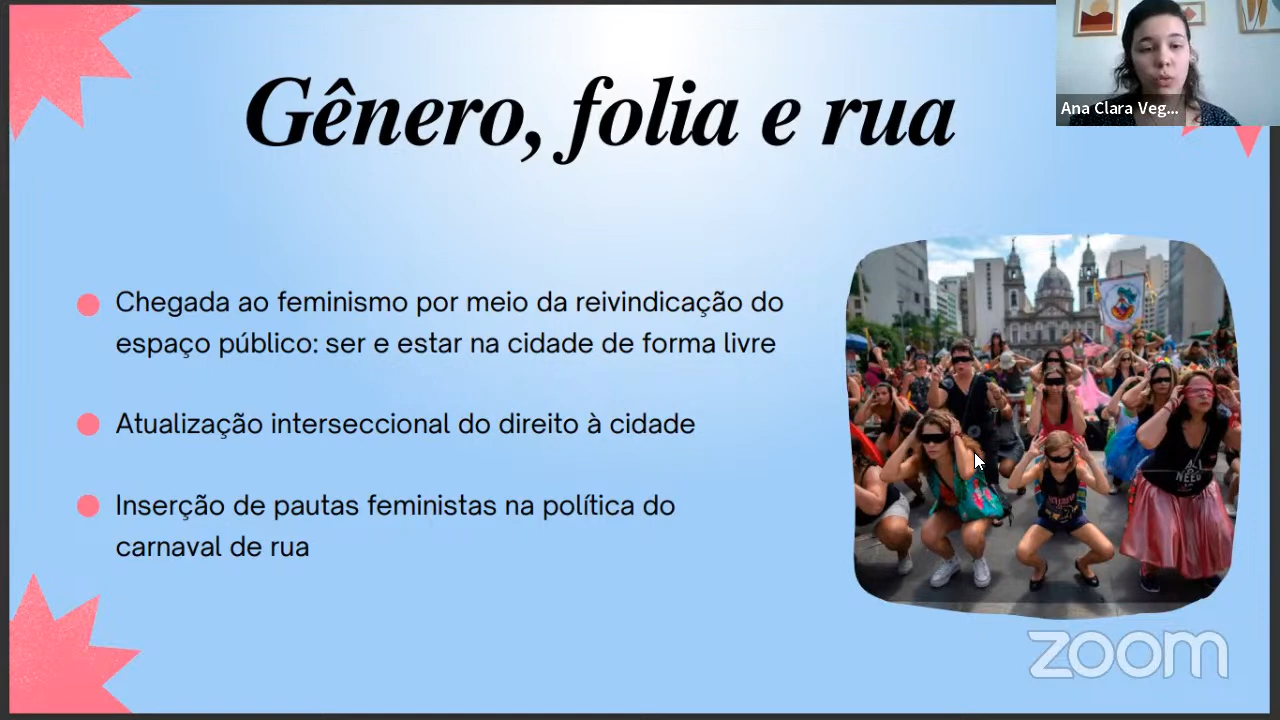 Gênero, folia e rua
Ana Clara Veg...
Chegada ao feminismo por meio da reivindicação do
espaço público: ser e estar na cidade de forma livre
Atualização interseccional do direito à cidade
Inserção de pautas feministas na política do
carnaval de rua
zoom